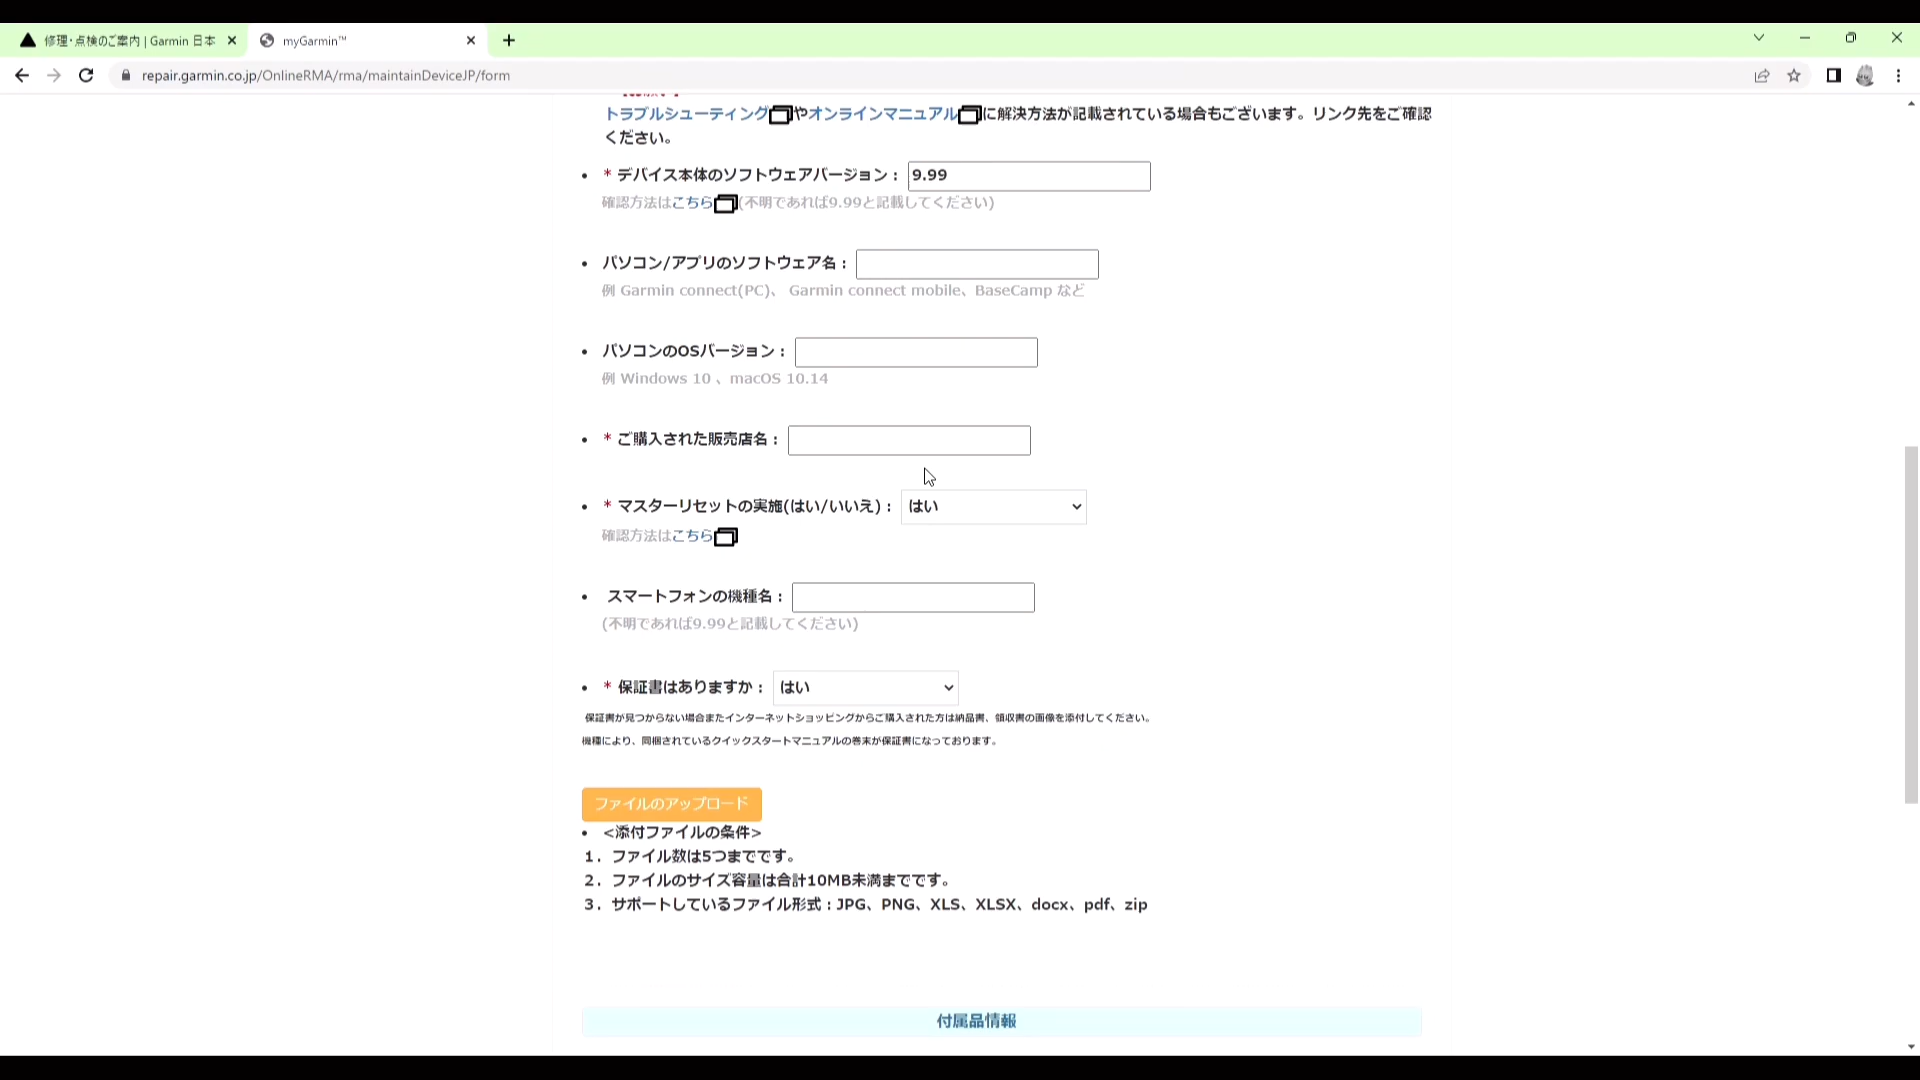 修理・点検のご案内 | Garmin 日本
myGarmin™
repair.garmin.co.jp/OnlineRMA/rma/maintainDeviceJP/form
トラブルシューティングやオンラインマニュアルに解決方法が記載されている場合もございます。リンク先をご確認
ください。
* デバイス本体のソフトウェアバージョン： 9.99
確認方法はこちら(不明であれば9.99と記載してください)
パソコン/アプリのソフトウェア名：
例 Garmin connect(PC)、 Garmin connect mobile、BaseCamp など
パソコンのOSバージョン：
例 Windows 10 、macOS 10.14
* ご購入された販売店名：
* マスターリセットの実施(はい/いいえ)： はい
確認方法はこちら
スマートフォンの機種名：
(不明であれば9.99と記載してください)
* 保証書はありますか： はい
保証書が見つからない場合またインターネットショッピングからご購入された方は納品書、領収書の画像を添付してください。
機種により、同梱されているクイックスタートマニュアルの巻末が保証書になっております。
ファイルのアップロード
<添付ファイルの条件>
1. ファイル数は5つまでです。
2. ファイルのサイズ容量は合計10MB未満までです。
3. サポートしているファイル形式：JPG、PNG、XLS、XLSX、docx、pdf、zip
付属品情報